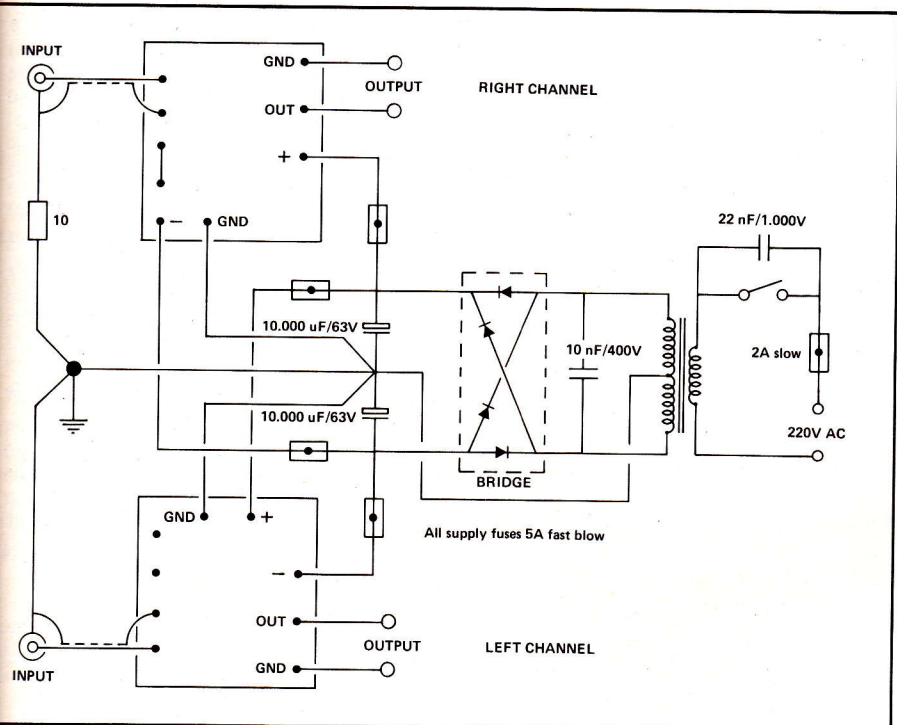 INPUT
GND
OUTPUT
RIGHT CHANNEL
OUT
+
10
— GND
22 nF/1.000V
10.000 uF/63V
10 nF/400V
2A slow
10.000 uF/63V
220V AC
BRIDGE
GND +
All supply fuses 5A fast blow
—
OUT
OUTPUT
LEFT CHANNEL
INPUT
GND